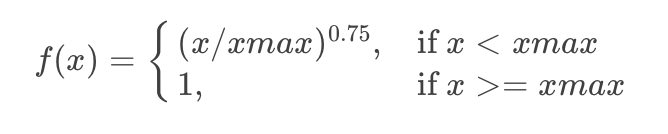 f(x) = { (x/xmax)^0.75, if x < xmax
1, if x >= xmax